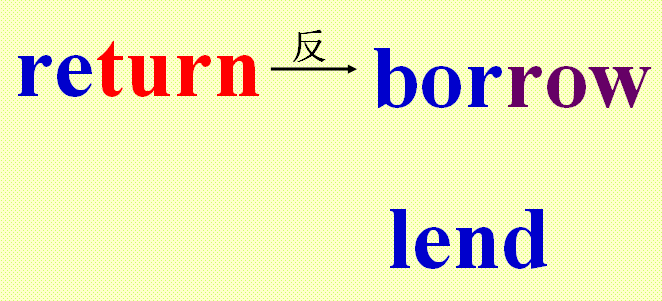 return 反 borrow
lend